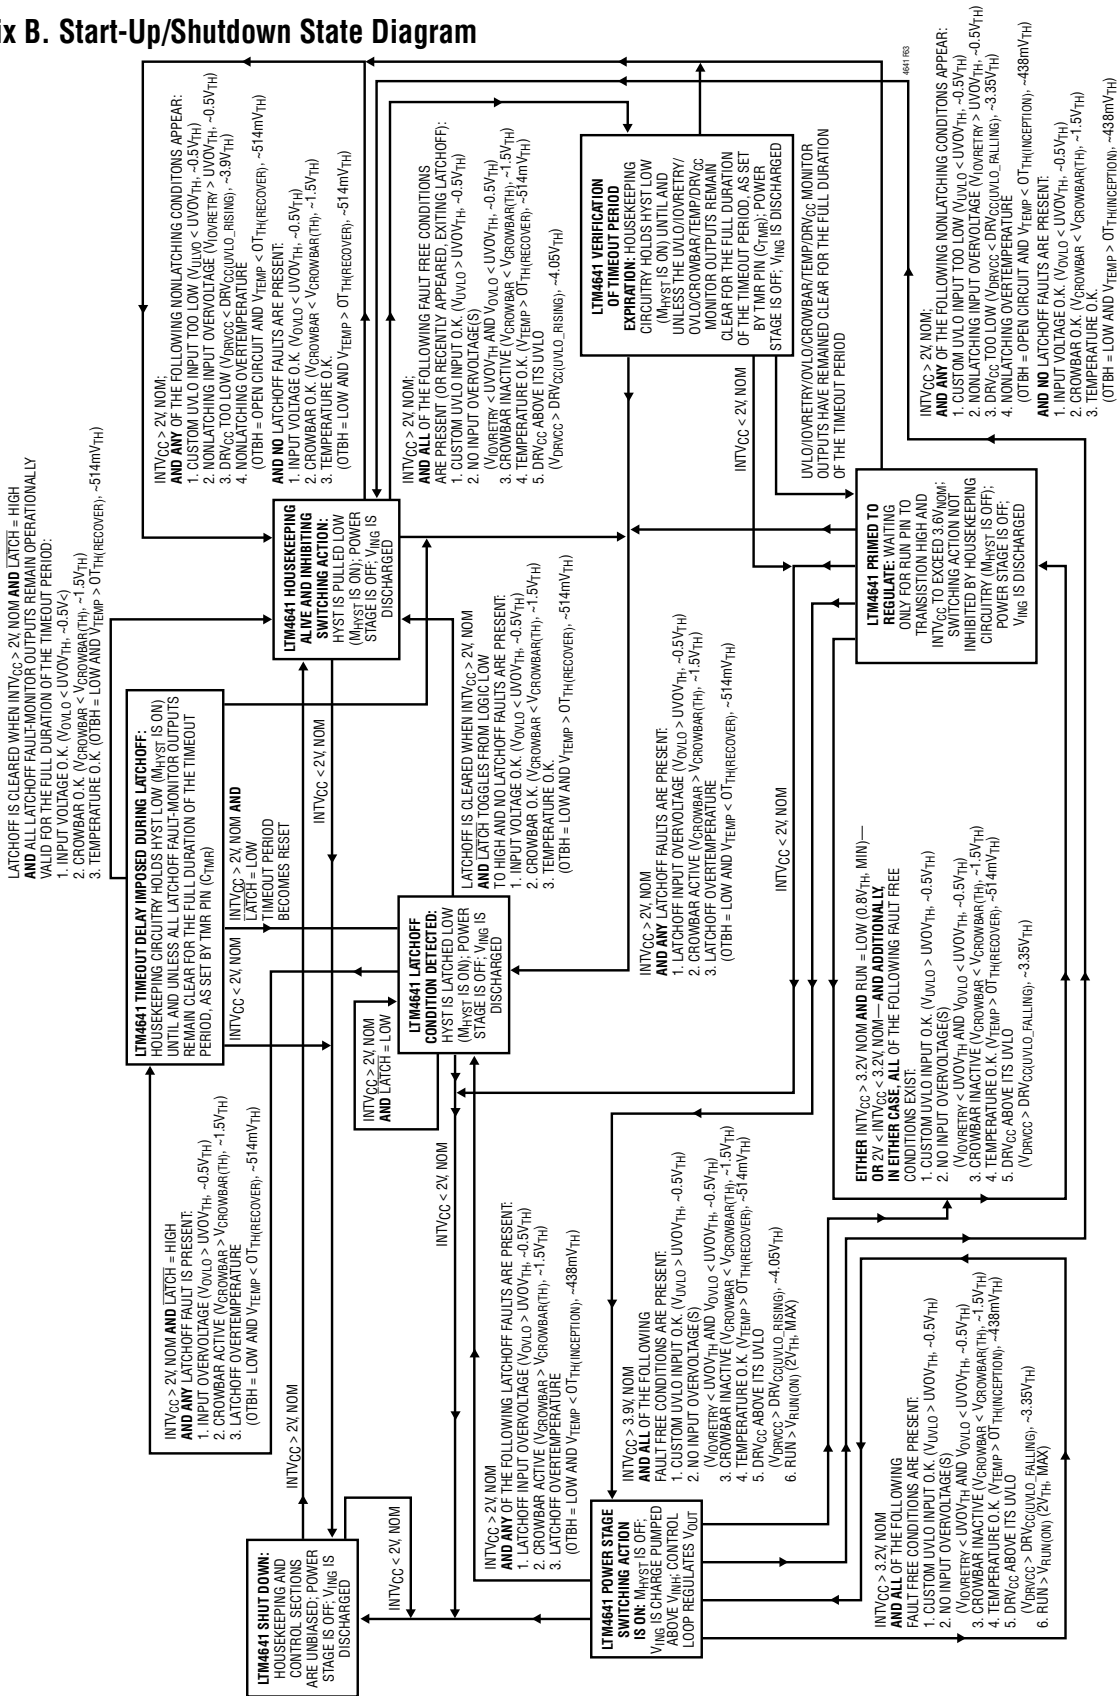 ix B. Start-Up/Shutdown State Diagram
LATCHOFF IS CLEARED WHEN INTVCC > 2V, NOM AND LATCH = HIGH
AND ALL LATCHOFF FAULT-MONITOR OUTPUTS REMAIN OPERATIONALLY
VALID FOR THE FULL DURATION OF THE TIMEOUT PERIOD:
1. INPUT VOLTAGE O.K. (VOVLO < UVOVTH, ~0.5V<)
2. CROWBAR O.K. (VCROWBAR < VCROWBAR(TH), ~1.5VTH)
3. TEMPERATURE O.K. (OTBH = LOW AND VTEMP > OTTH(RECOVER), ~514mVTH)
LTM4641 TIMEOUT DELAY IMPOSED DURING LATCHOFF:
HOUSEKEEPING CIRCUITRY HOLDS HYST LOW (MHYST IS ON)
UNTIL AND UNLESS ALL LATCHOFF FAULT-MONITOR OUTPUTS
REMAIN CLEAR FOR THE FULL DURATION OF THE TIMEOUT
PERIOD, AS SET BY TMR PIN (CTMR)
INTVCC < 2V, NOM
INTVCC > 2V, NOM AND
LATCH = LOW
TIMEOUT PERIOD
BECOMES RESET
INTVCC > 2V, NOM AND LATCH = HIGH
AND ANY LATCHOFF FAULT IS PRESENT:
1. INPUT OVERVOLTAGE (VOVLO > UVOVTH, ~0.5VTH)
2. CROWBAR ACTIVE (VCROWBAR > VCROWBAR(TH), ~1.5VTH)
3. LATCHOFF OVERTEMPERATURE
(OTBH = LOW AND VTEMP < OTTH(RECOVER), ~514mVTH)
INTVCC > 2V, NOM
LTM4641 SHUT DOWN:
HOUSEKEEPING AND
CONTROL SECTIONS
ARE UNBIASED; POWER
STAGE IS OFF; VING IS
DISCHARGED
INTVCC < 2V, NOM
INTVCC > 2V, NOM;
AND ANY OF THE FOLLOWING NONLATCHING CONDITONS APPEAR:
1. CUSTOM UVLO INPUT TOO LOW (VULVO < UVOVTH, ~0.5VTH)
2. NONLATCHING INPUT OVERVOLTAGE (VIOVRETRY > UVOVTH, ~0.5VTH)
3. DRVCC TOO LOW (VDRVCC < DRVCC(UVLO_RISING), ~3.9VTH)
4. NONLATCHING OVERTEMPERATURE
(OTBH = OPEN CIRCUIT AND VTEMP < OTTH(RECOVER), ~514mVTH)
AND NO LATCHOFF FAULTS ARE PRESENT:
1. INPUT VOLTAGE O.K. (VOVLO < UVOVTH, ~0.5VTH)
2. CROWBAR O.K. (VCROWBAR < VCROWBAR(TH), ~1.5VTH)
3. TEMPERATURE O.K.
(OTBH = LOW AND VTEMP > OTTH(RECOVER), ~514mVTH)
LTM4641 HOUSEKEEPING
ALIVE AND INHIBITING
SWITCHING ACTION:
HYST IS PULLED LOW
(MHYST IS ON); POWER
STAGE IS OFF; VING IS
DISCHARGED
INTVCC < 2V, NOM
INTVCC > 2V, NOM;
AND ALL OF THE FOLLOWING FAULT FREE CONDITIONS
ARE PRESENT (OR RECENTLY APPEARED, EXITING LATCHOFF):
1. CUSTOM UVLO INPUT O.K. (VUVLO > UVOVTH, ~0.5VTH)
2. NO INPUT OVERVOLTAGE(S)
(VIOVRETRY < UVOVTH AND VOVLO < UVOVTH, ~0.5VTH)
3. CROWBAR INACTIVE (VCROWBAR < VCROWBAR(TH), ~1.5VTH)
4. TEMPERATURE O.K. (VTEMP > OTTH(RECOVER), ~514mVTH)
5. DRVCC ABOVE ITS UVLO
(VDRVCC > DRVCC(UVLO_RISING), ~4.05VTH)
LATCHOFF IS CLEARED WHEN INTVCC > 2V, NOM
AND LATCH TOGGLES FROM LOGIC LOW
TO HIGH AND NO LATCHOFF FAULTS ARE PRESENT:
1. INPUT VOLTAGE O.K. (VOVLO < UVOVTH, ~0.5VTH)
2. CROWBAR O.K. (VCROWBAR < VCROWBAR(TH), ~1.5VTH)
3. TEMPERATURE O.K.
(OTBH = LOW AND VTEMP > OTTH(RECOVER), ~514mVTH)
LTM4641 LATCHOFF
CONDITION DETECTED:
HYST IS LATCHED LOW
(MHYST IS ON); POWER
STAGE IS OFF; VING IS
DISCHARGED
INTVCC > 2V, NOM
AND LATCH = LOW
INTVCC < 2V, NOM
INTVCC > 2V, NOM
AND ANY OF THE FOLLOWING LATCHOFF FAULTS ARE PRESENT:
1. LATCHOFF INPUT OVERVOLTAGE (VOVLO > UVOVTH, ~0.5VTH)
2. CROWBAR ACTIVE (VCROWBAR > VCROWBAR(TH), ~1.5VTH)
3. LATCHOFF OVERTEMPERATURE
(OTBH = LOW AND VTEMP < OTTH(INCEPTION), ~438mVTH)
LTM4641 VERIFICATION
OF TIMEOUT PERIOD
EXPIRATION: HOUSEKEEPING
CIRCUITRY HOLDS HYST LOW
(MHYST IS ON) UNTIL AND
UNLESS THE UVLO/IOVRETRY/
OVLO/CROWBAR/TEMP/DRVCC
MONITOR OUTPUTS REMAIN
CLEAR FOR THE FULL DURATION
OF THE TIMEOUT PERIOD, AS SET
BY TMR PIN (CTMR); POWER
STAGE IS OFF; VING IS DISCHARGED
INTVCC < 2V, NOM
UVLO/IOVRETRY/OVLO/CROWBAR/TEMP/DRVCC MONITOR
OUTPUTS HAVE REMAINED CLEAR FOR THE FULL DURATION
OF THE TIMEOUT PERIOD
INTVCC > 2V, NOM
AND ANY LATCHOFF FAULTS ARE PRESENT:
1. LATCHOFF INPUT OVERVOLTAGE (VOVLO > UVOVTH, ~0.5VTH)
2. CROWBAR ACTIVE (VCROWBAR > VCROWBAR(TH), ~1.5VTH)
3. LATCHOFF OVERTEMPERATURE
(OTBH = LOW AND VTEMP < OTTH(RECOVER), ~514mVTH)
INTVCC < 2V, NOM
LTM4641 PRIMED TO
REGULATE: WAITING
ONLY FOR RUN PIN TO
TRANSISTION HIGH AND
INTVCC TO EXCEED 3.6VNOM;
SWITCHING ACTION NOT
INHIBITED BY HOUSEKEEPING
CIRCUITRY (MHYST IS OFF);
POWER STAGE IS OFF;
VING IS DISCHARGED
4641 F63
INTVCC > 2V, NOM;
AND ANY OF THE FOLLOWING NONLATCHING CONDITONS APPEAR:
1. CUSTOM UVLO INPUT TOO LOW (VUVLO < UVOVTH, ~0.5VTH)
2. NONLATCHING INPUT OVERVOLTAGE (VIOVRETRY > UVOVTH, ~0.5VTH)
3. DRVCC TOO LOW (VDRVCC < DRVCC(UVLO_FALLING), ~3.35VTH)
4. NONLATCHING OVERTEMPERATURE
(OTBH = OPEN CIRCUIT AND VTEMP < OTTH(INCEPTION), ~438mVTH)
AND NO LATCHOFF FAULTS ARE PRESENT:
1. INPUT VOLTAGE O.K. (VOVLO < UVOVTH, ~0.5VTH)
2. CROWBAR O.K. (VCROWBAR < VCROWBAR(TH), ~1.5VTH)
3. TEMPERATURE O.K.
(OTBH = LOW AND VTEMP > OTTH(INCEPTION), ~438mVTH)
EITHER INTVCC > 3.2V NOM AND RUN = LOW (0.8VTH, MIN)—
OR 2V < INTVCC < 3.2V, NOM— AND ADDITIONALLY,
IN EITHER CASE, ALL OF THE FOLLOWING FAULT FREE
CONDITIONS EXIST:
1. CUSTOM UVLO INPUT O.K. (VUVLO > UVOVTH, ~0.5VTH)
2. NO INPUT OVERVOLTAGE(S)
(VIOVRETRY < UVOVTH AND VOVLO < UVOVTH, ~0.5VTH)
3. CROWBAR INACTIVE (VCROWBAR < VCROWBAR(TH), ~1.5VTH)
4. TEMPERATURE O.K. (VTEMP > OTTH(RECOVER), ~514mVTH)
5. DRVCC ABOVE ITS UVLO
(VDRVCC > DRVCC(UVLO_FALLING), ~3.35VTH)
INTVCC > 3.9V, NOM
AND ALL OF THE FOLLOWING
FAULT FREE CONDITIONS ARE PRESENT:
1. CUSTOM UVLO INPUT O.K. (VUVLO > UVOVTH, ~0.5VTH)
2. NO INPUT OVERVOLTAGE(S)
(VIOVRETRY < UVOVTH AND VOVLO < UVOVTH, ~0.5VTH)
3. CROWBAR INACTIVE (VCROWBAR < VCROWBAR(TH), ~1.5VTH)
4. TEMPERATURE O.K. (VTEMP > OTTH(RECOVER), ~514mVTH)
5. DRVCC ABOVE ITS UVLO
(VDRVCC > DRVCC(UVLO_RISING), ~4.05VTH)
6. RUN > VRUN(ON) (2VTH, MAX)
LTM4641 POWER STAGE
SWITCHING ACTION
IS ON; MHYST IS OFF;
VING IS CHARGE PUMPED
ABOVE VINH; CONTROL
LOOP REGULATES VOUT
INTVCC > 3.2V, NOM
AND ALL OF THE FOLLOWING
FAULT FREE CONDITIONS ARE PRESENT:
1. CUSTOM UVLO INPUT O.K. (VUVLO > UVOVTH, ~0.5VTH)
2. NO INPUT OVERVOLTAGE(S)
(VIOVRETRY < UVOVTH AND VOVLO < UVOVTH, ~0.5VTH)
3. CROWBAR INACTIVE (VCROWBAR < VCROWBAR(TH), ~1.5VTH)
4. TEMPERATURE O.K. (VTEMP > OTTH(INCEPTION), ~438mVTH)
5. DRVCC ABOVE ITS UVLO
(VDRVCC > DRVCC(UVLO_FALLING), ~3.35VTH)
6. RUN > VRUN(ON) (2VTH, MAX)